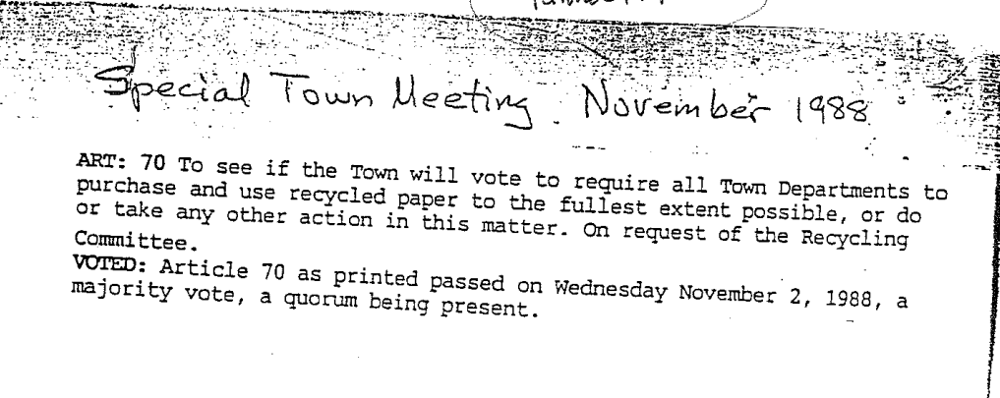 Special Town Meeting November 1988
ART: 70 To see if the Town will vote to require all Town Departments to
purchase and use recycled paper to the fullest extent possible, or do
or take any other action in this matter. On request of the Recycling
Committee.
VOTED: Article 70 as printed passed on Wednesday November 2, 1988, a
majority vote, a quorum being present.